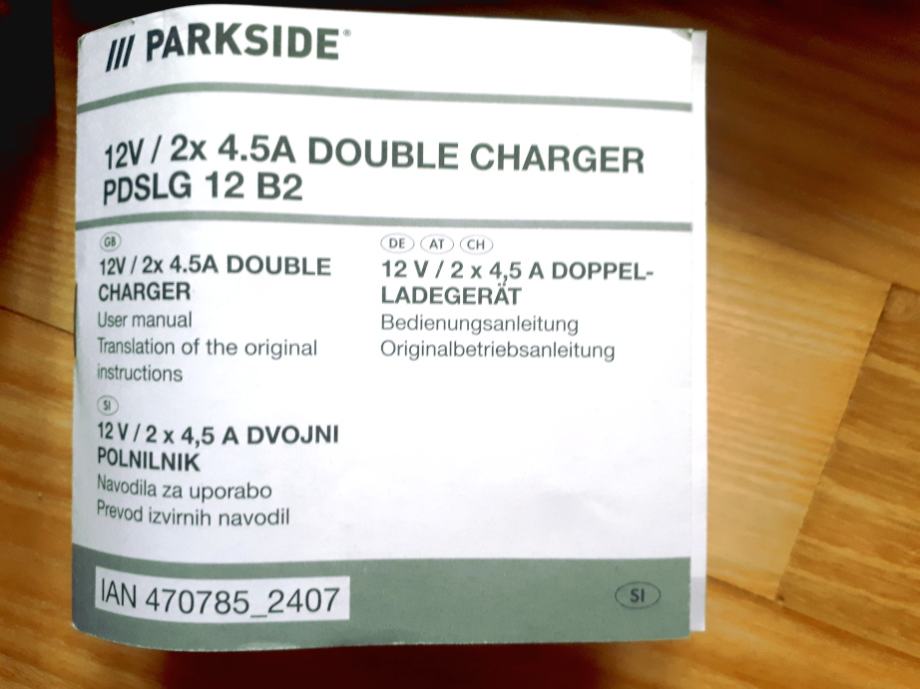 /// PARKSIDE®
12V / 2x 4.5A DOUBLE CHARGER
PDSLG 12 B2
GB
12V / 2x 4.5A DOUBLE
CHARGER
User manual
Translation of the original
instructions
DE AT CH
12 V / 2 x 4,5 A DOPPEL-
LADEGERÄT
Bedienungsanleitung
Originalbetriebsanleitung
SI
12 V / 2 x 4,5 A DVOJNI
POLNILNIK
Navodila za uporabo
Prevod izvirnih navodil
IAN 470785_2407
SI